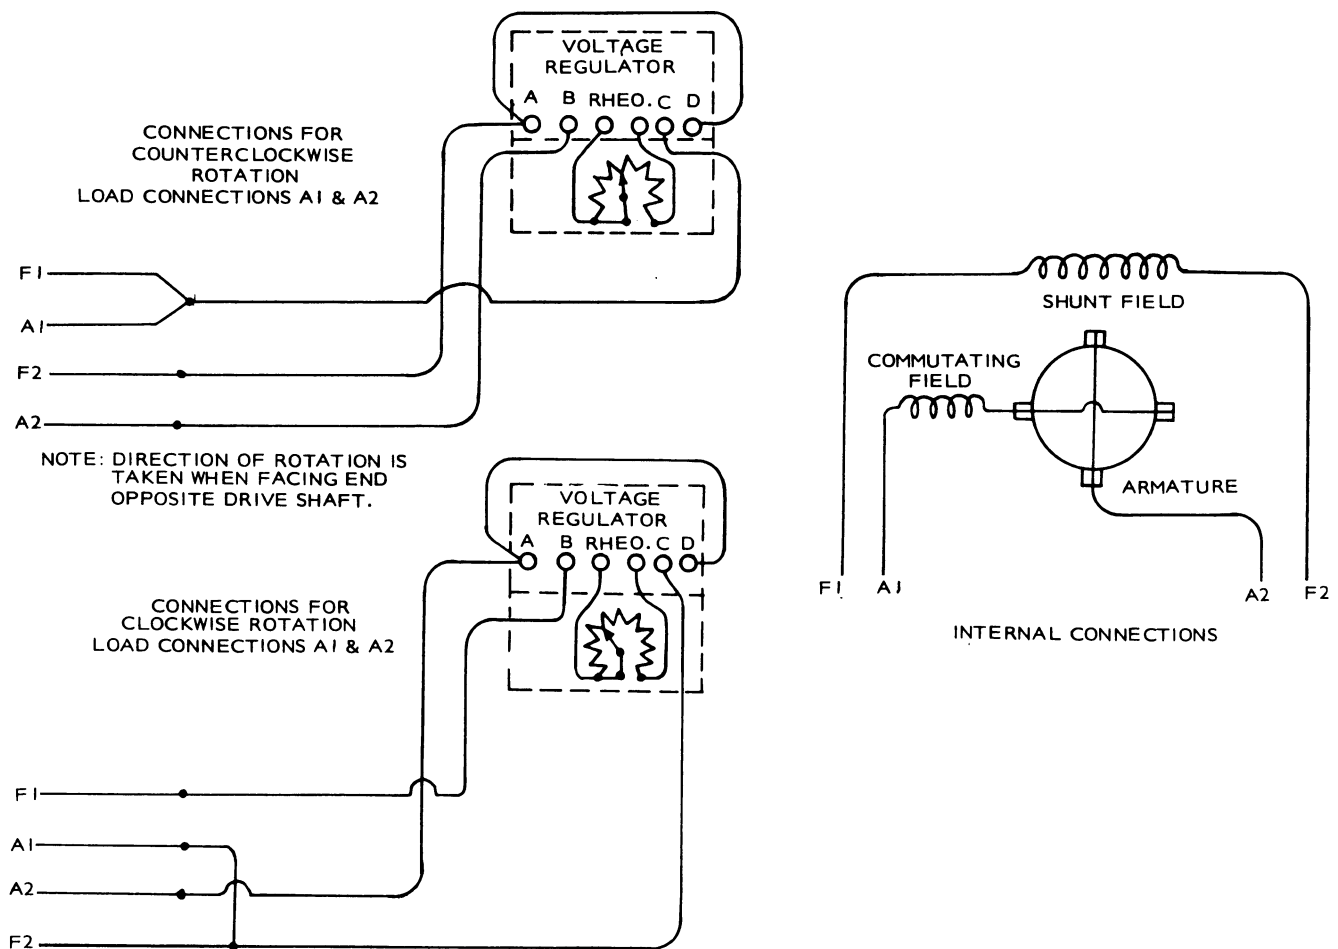 VOLTAGE
REGULATOR
A B RHEO. C D
CONNECTIONS FOR
COUNTERCLOCKWISE
ROTATION
LOAD CONNECTIONS A1 & A2
F1
A1
F2
A2
NOTE: DIRECTION OF ROTATION IS
TAKEN WHEN FACING END
OPPOSITE DRIVE SHAFT.
VOLTAGE
REGULATOR
A B RHEO. C D
CONNECTIONS FOR
CLOCKWISE ROTATION
LOAD CONNECTIONS A1 & A2
F1
A1
A2
F2
SHUNT FIELD
COMMUTATING
FIELD
ARMATURE
F1 A1 A2 F2
INTERNAL CONNECTIONS